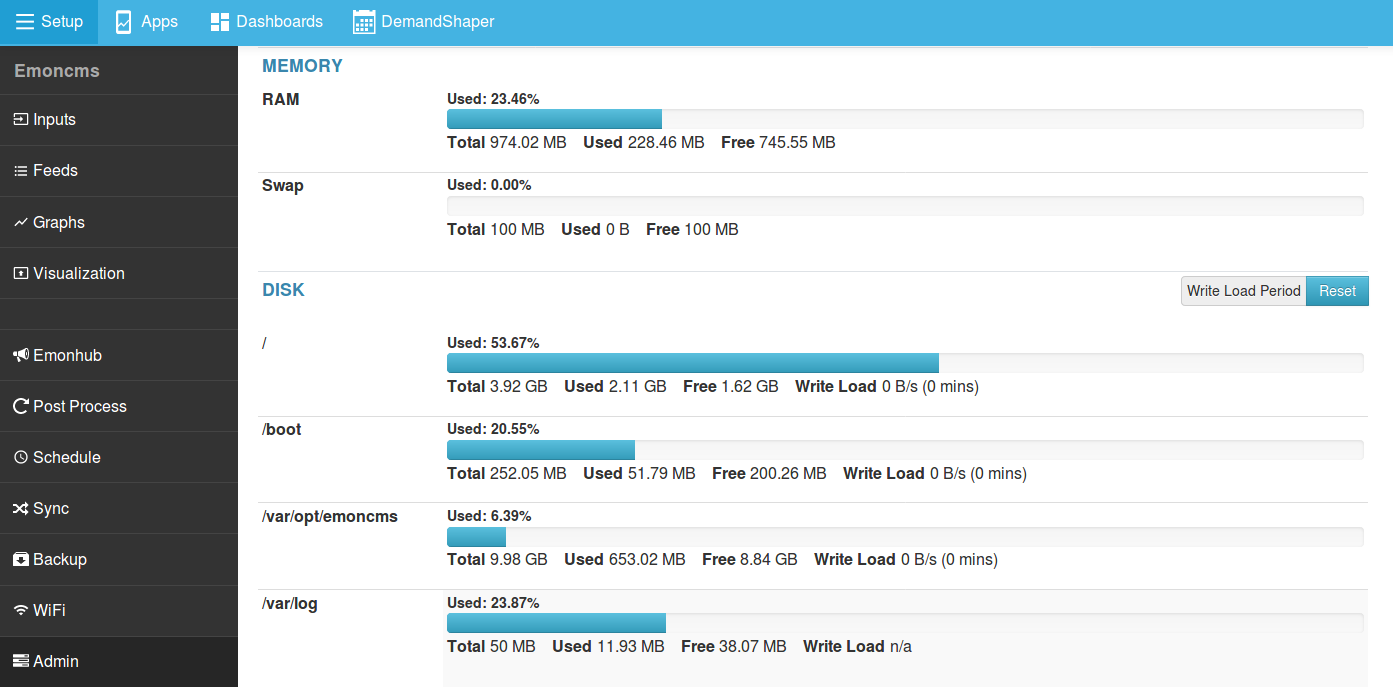 Setup Apps Dashboards DemandShaper
Emoncms
Inputs
Feeds
Graphs
Visualization
Emonhub
Post Process
Schedule
Sync
Backup
WiFi
Admin
MEMORY
RAM
Used: 23.46%
Total 974.02 MB Used 228.46 MB Free 745.55 MB
Swap
Used: 0.00%
Total 100 MB Used 0 B Free 100 MB
DISK
Write Load Period Reset
/
Used: 53.67%
Total 3.92 GB Used 2.11 GB Free 1.62 GB Write Load 0 B/s (0 mins)
/boot
Used: 20.55%
Total 252.05 MB Used 51.79 MB Free 200.26 MB Write Load 0 B/s (0 mins)
/var/opt/emoncms
Used: 6.39%
Total 9.98 GB Used 653.02 MB Free 8.84 GB Write Load 0 B/s (0 mins)
/var/log
Used: 23.87%
Total 50 MB Used 11.93 MB Free 38.07 MB Write Load n/a